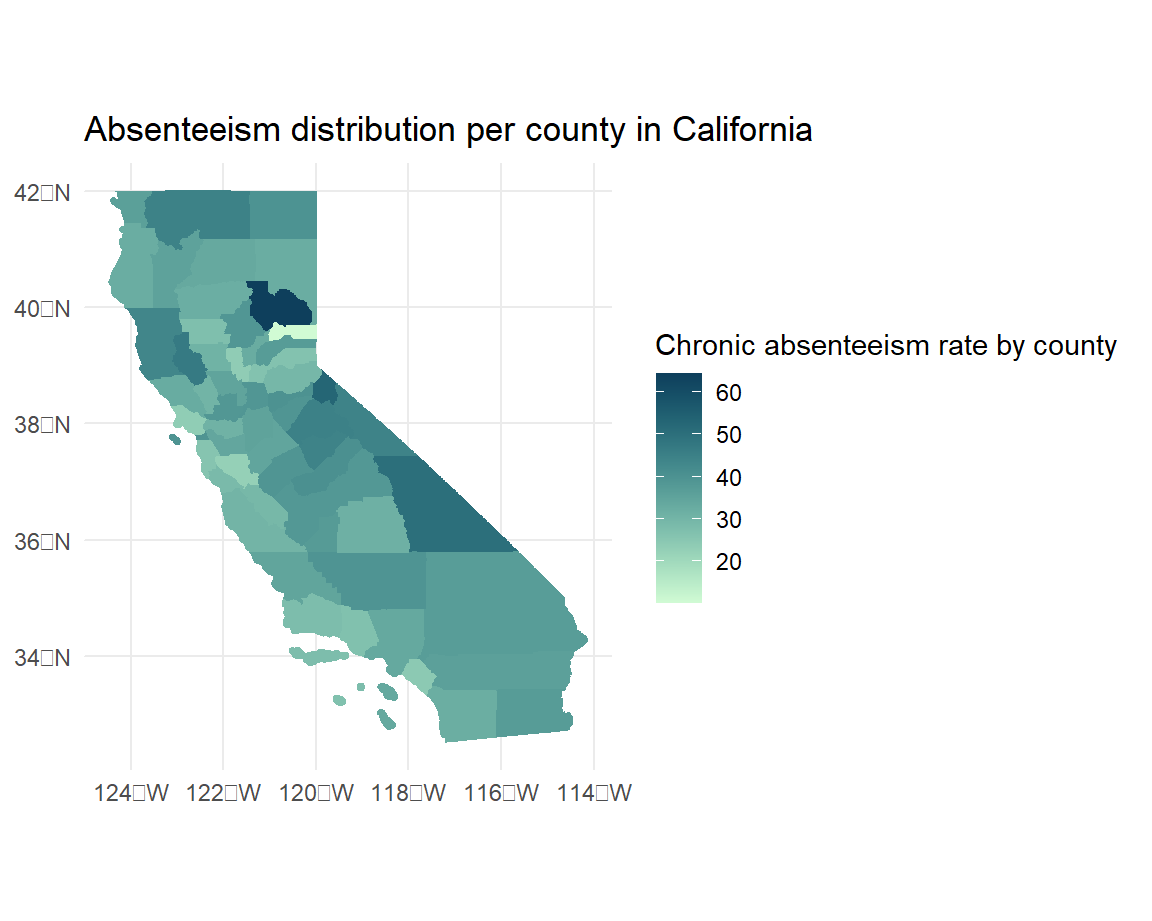 Absenteeism distribution per county in California
42□N
40□N
38□N
36□N
34□N
124□W 122□W 120□W 118□W 116□W 114□W
Chronic absenteeism rate by county
60
50
40
30
20